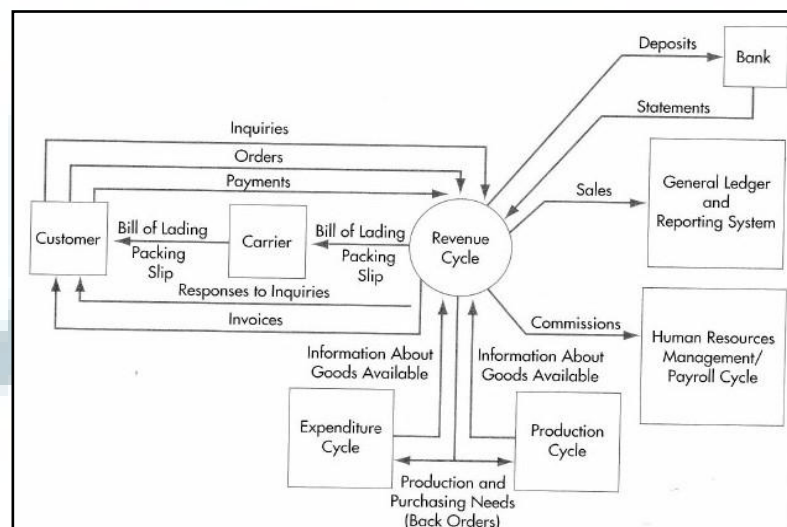 Deposits
Bank
Statements
Inquiries
Orders
Payments
Sales
General Ledger
and
Reporting System
Customer
Bill of Lading
Packing
Slip
Carrier
Bill of Lading
Packing
Slip
Revenue
Cycle
Responses to Inquiries
Invoices
Commissions
Human Resources
Management/
Payroll Cycle
Information About
Goods Available
Information About
Goods Available
Expenditure
Cycle
Production
Cycle
Production and
Purchasing Needs
(Back Orders)